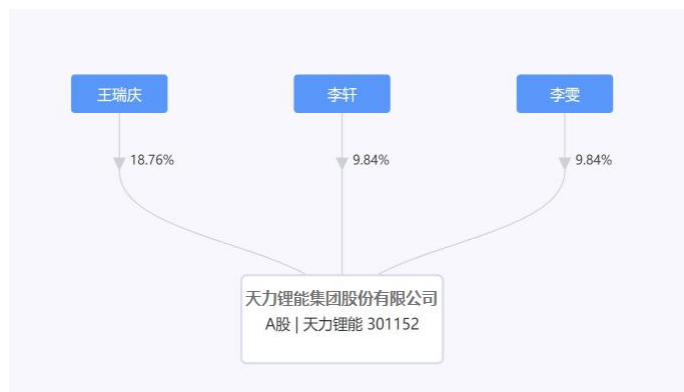 王瑞庆
李轩
李雯
18.76%
9.84%
9.84%
天力锂能集团股份有限公司
A股 | 天力锂能 301152